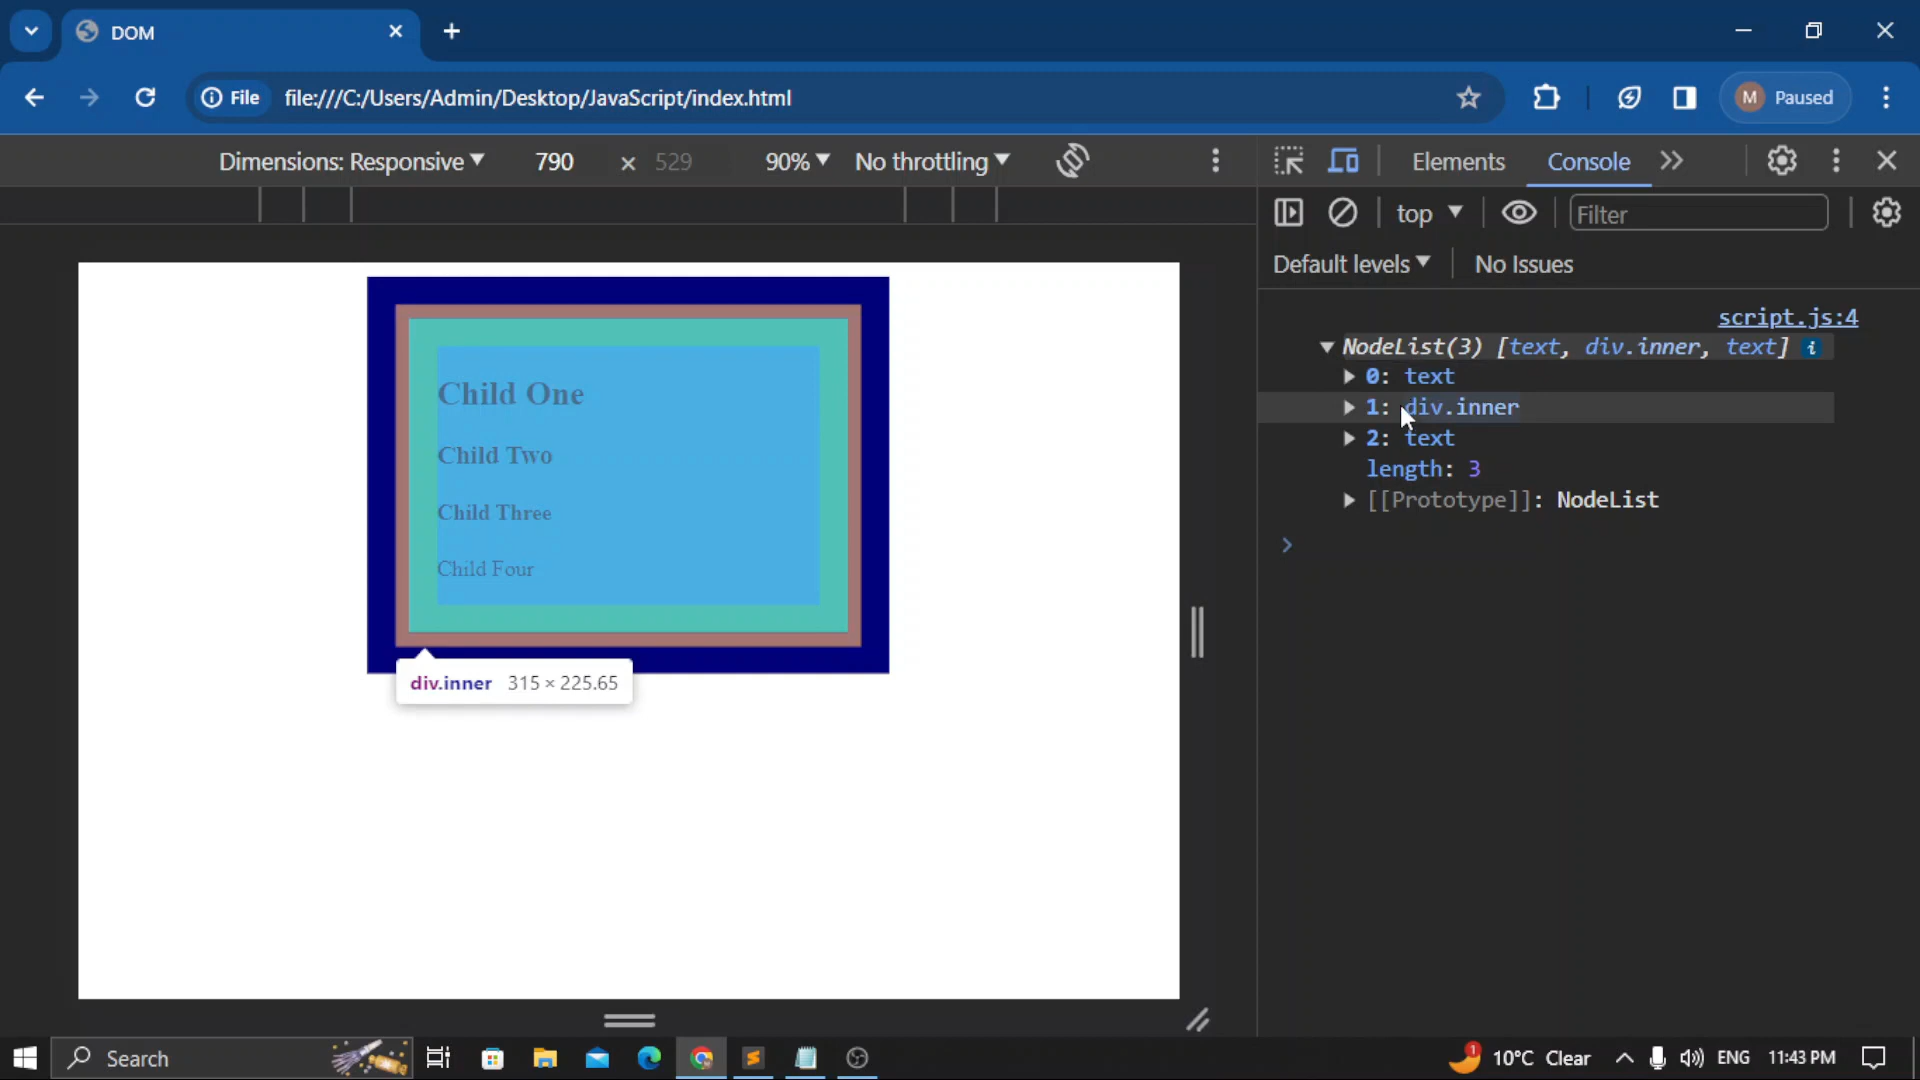 DOM
File
file:///C:/Users/Admin/Desktop/JavaScript/index.html
M Paused
Dimensions: Responsive 790 × 529 90% No throttling
Elements Console
top Filter
Default levels No Issues
script.js:4
NodeList(3) [text, div.inner, text] i
0: text
1: div.inner
2: text
length: 3
[[Prototype]]: NodeList
Child One
Child Two
Child Three
Child Four
div.inner 315 × 225.65
Search
1 10°C Clear ENG 11:43 PM